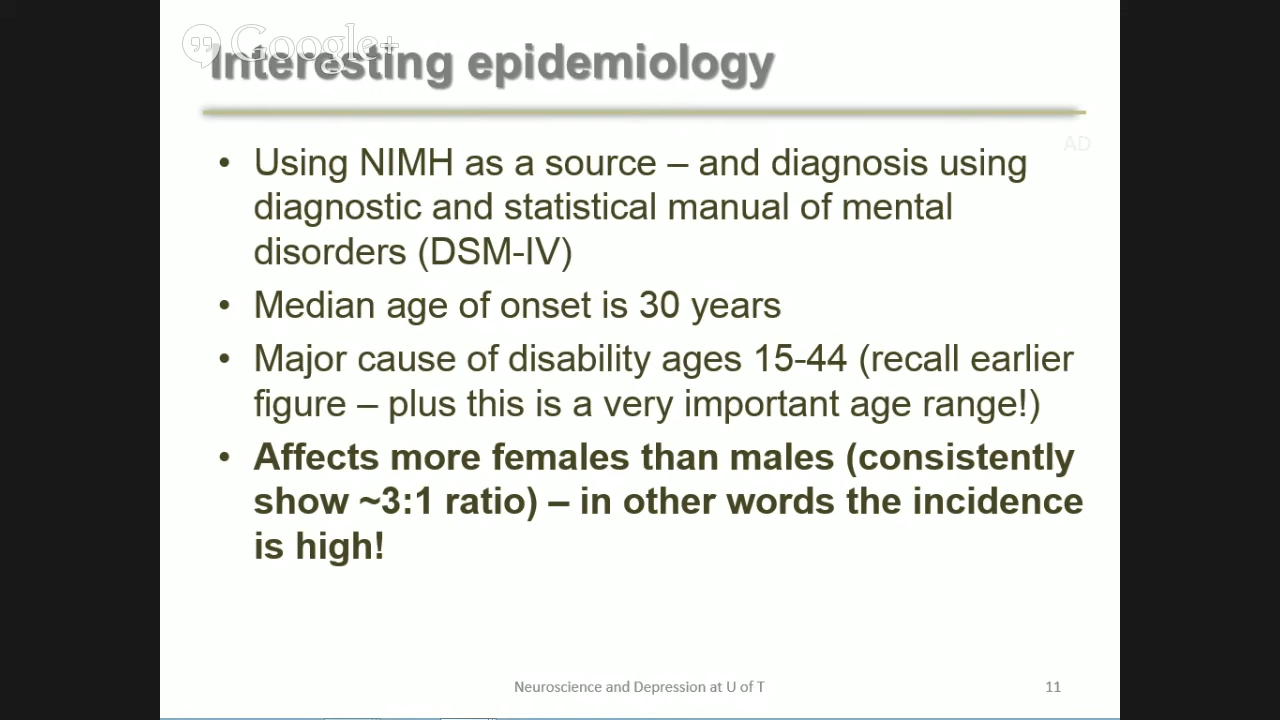 Google+
Interesting epidemiology
AD
• Using NIMH as a source – and diagnosis using
diagnostic and statistical manual of mental
disorders (DSM-IV)
• Median age of onset is 30 years
• Major cause of disability ages 15-44 (recall earlier
figure – plus this is a very important age range!)
• Affects more females than males (consistently
show ~3:1 ratio) – in other words the incidence
is high!
Neuroscience and Depression at U of T
11